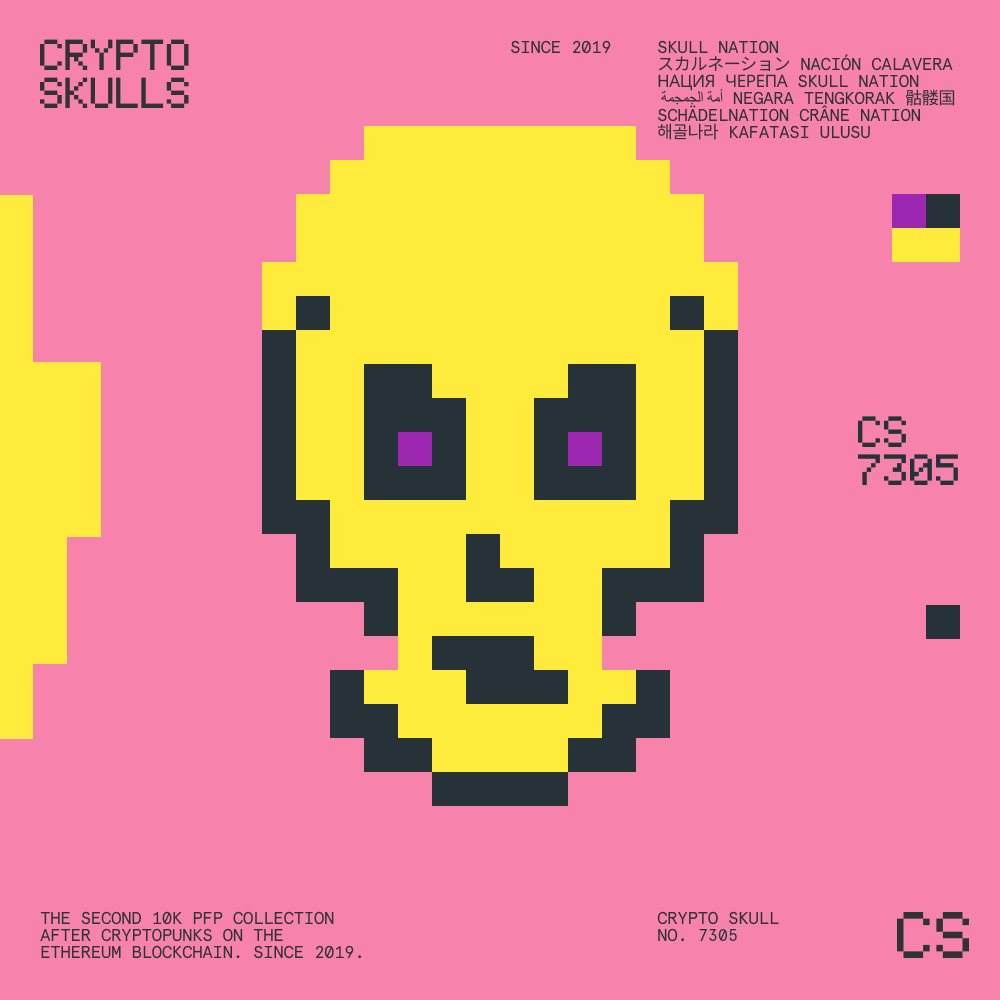 CRYPTO
SKULLS
SINCE 2019
SKULL NATION
スカルネーション NACIÓN CALAVERA
НАЦИЯ ЧЕРЕПА SKULL NATION
أمة الجمجمة NEGARA TENGKORAK 骷髅国
SCHÄDELNATION CRÂNE NATION
해골나라 KAFATASI ULUSU
CS
7305
THE SECOND 10K PFP COLLECTION
AFTER CRYPTOPUNKS ON THE
ETHEREUM BLOCKCHAIN. SINCE 2019.
CRYPTO SKULL
NO. 7305
CS